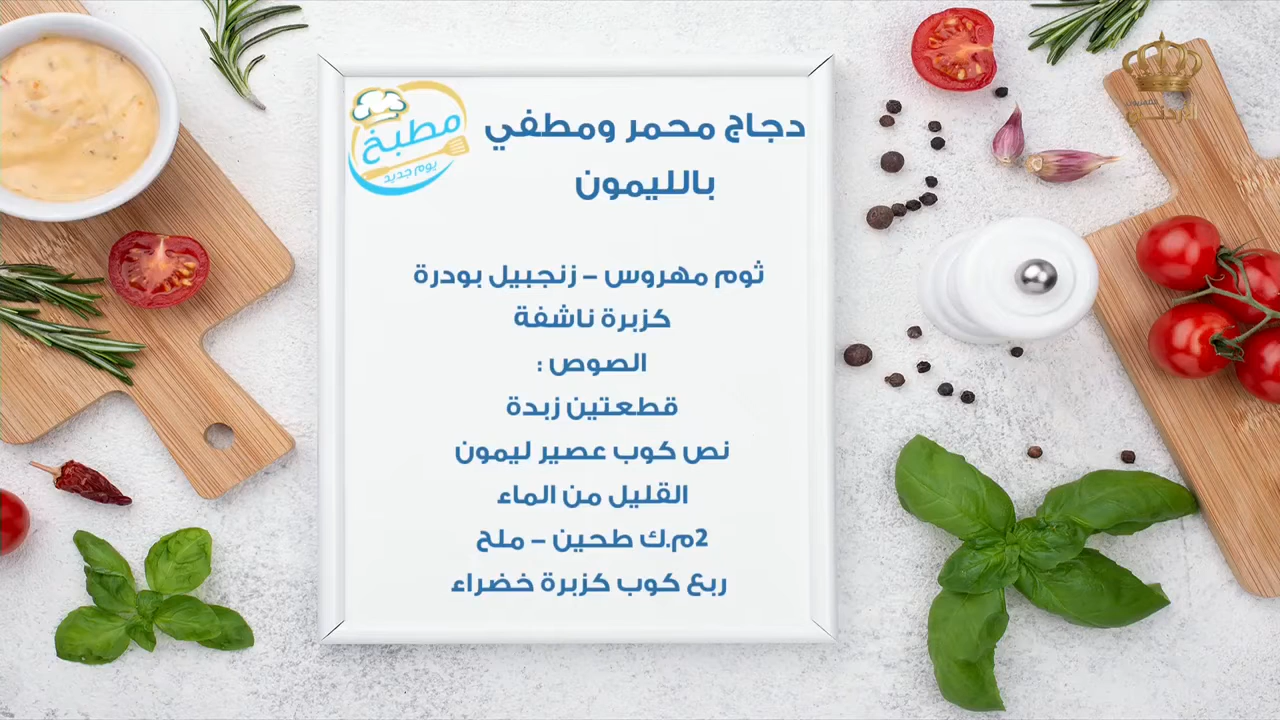 دجاج محمر ومطفي
بالليمون
مطبخ
يوم جديد
ثوم مهروس – زنجبيل بودرة
كزبرة ناشفة
الصوص :
قطعتين زبدة
نص كوب عصير ليمون
القليل من الماء
2م.ك طحين – ملح
ربع كوب كزبرة خضراء